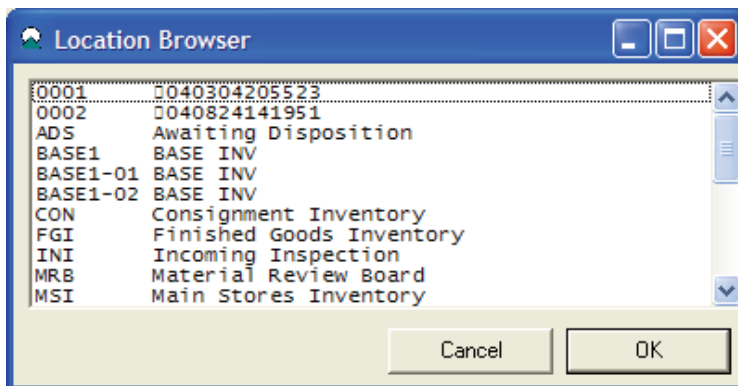 Location Browser
0001 ▯040304205523
0002 ▯040824141951
ADS Awaiting Disposition
BASE1 BASE INV
BASE1-01 BASE INV
BASE1-02 BASE INV
CON Consignment Inventory
FGI Finished Goods Inventory
INI Incoming Inspection
MRB Material Review Board
MSI Main Stores Inventory
Cancel OK